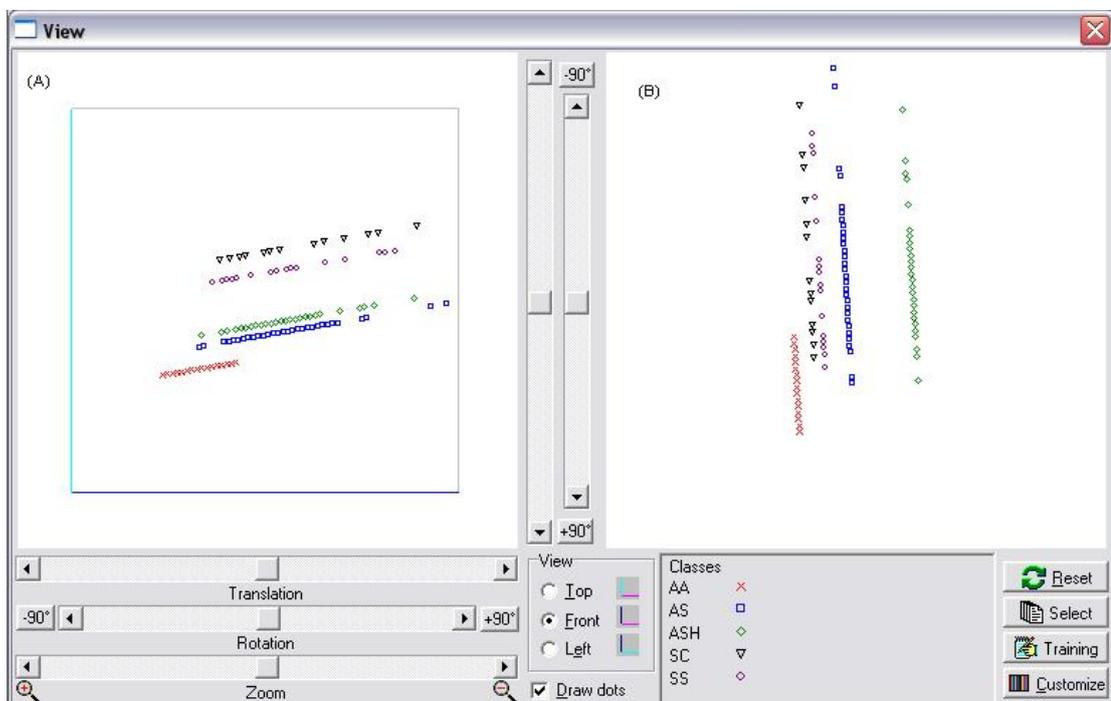 View
(A)
-90°
(B)
+90°
Translation
-90°
+90°
Rotation
Zoom
View
Top
Front
Left
Draw dots
Classes
AA
AS
ASH
SC
SS
Reset
Select
Training
Customize